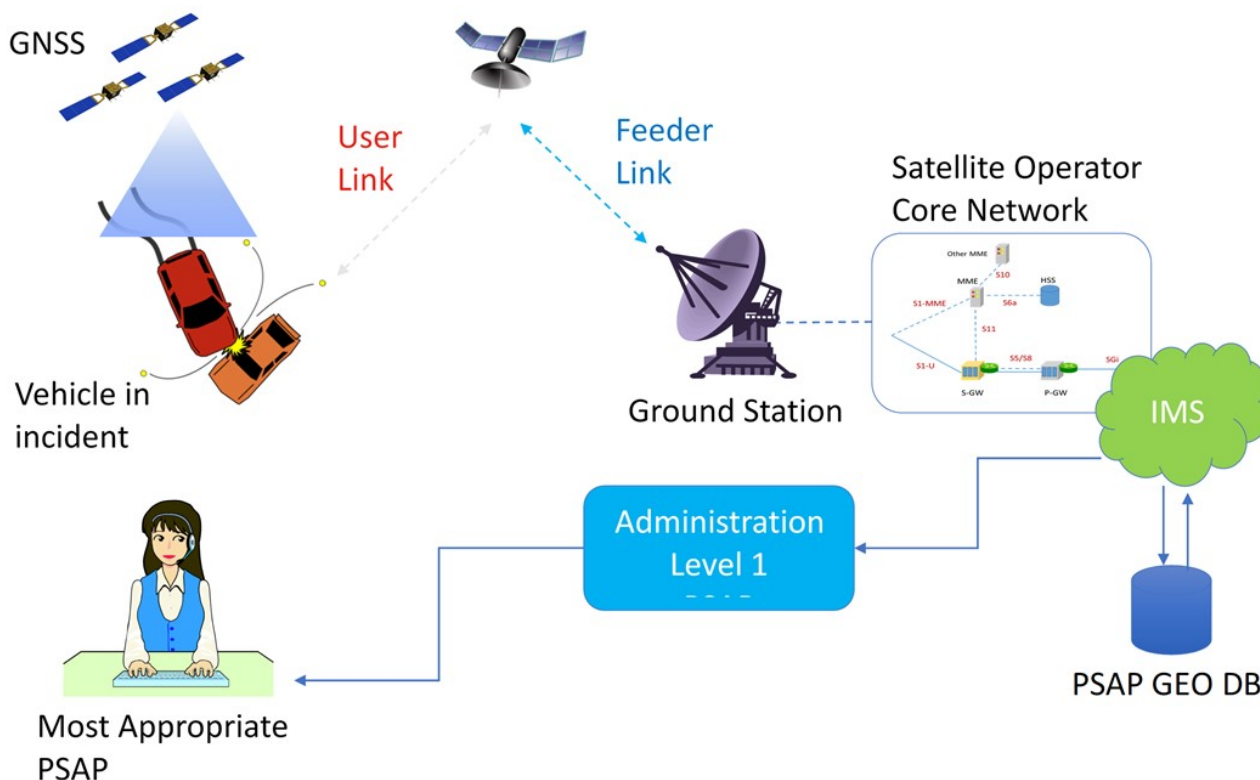 GNSS
User
Link
Feeder
Link
Satellite Operator
Core Network
Other MME
S10
MME
HSS
S1-MME
S6a
S11
S1-U
S5/S8
SGi
S-GW
P-GW
IMS
Vehicle in
incident
Ground Station
Administration
Level 1
PSAP GEO DB
Most Appropriate
PSAP